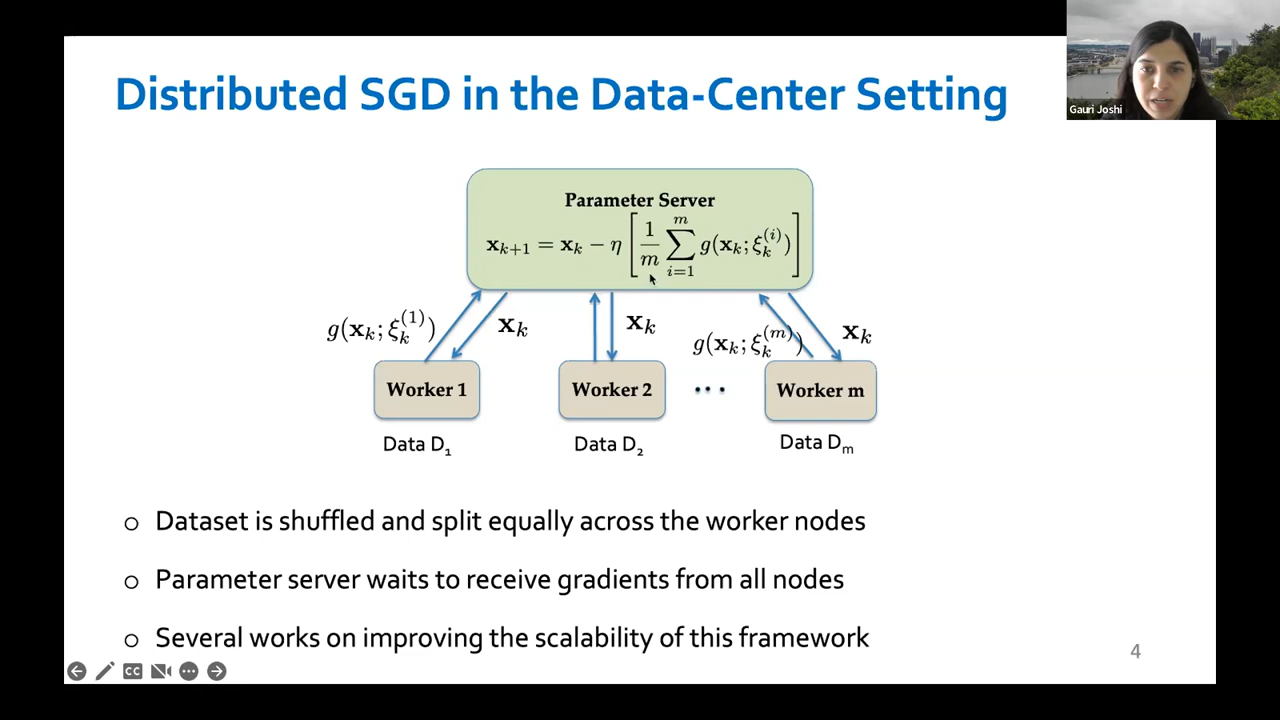 Distributed SGD in the Data-Center Setting
Gauri Joshi
Parameter Server
x_{k+1} = x_k − η [ 1/m ∑_{i=1}^{m} g(x_k; ξ_k^{(i)}) ]
g(x_k; ξ_k^{(1)})
x_k
x_k
g(x_k; ξ_k^{(m)})
x_k
Worker 1
Worker 2
...
Worker m
Data D₁
Data D₂
Data Dₘ
○ Dataset is shuffled and split equally across the worker nodes
○ Parameter server waits to receive gradients from all nodes
○ Several works on improving the scalability of this framework
4
CC